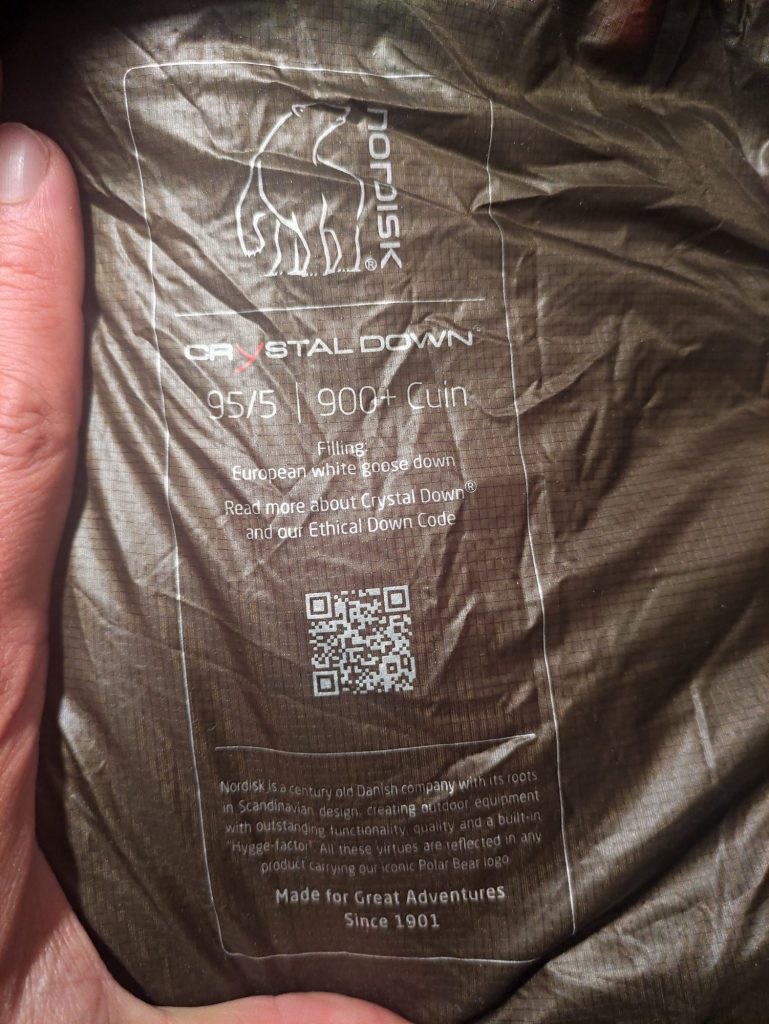 NORDISK®
CRYSTAL DOWN™
95/5 | 900+ Cuin
Filling:
European white goose down
Read more about Crystal Down®
and our Ethical Down Code
Nordisk is a century old Danish company with its roots
in Scandinavian design, creating outdoor equipment
with outstanding functionality, quality and a built-in
"Hygge-factor". All these virtues are reflected in any
product carrying our iconic Polar Bear logo
Made for Great Adventures
Since 1901